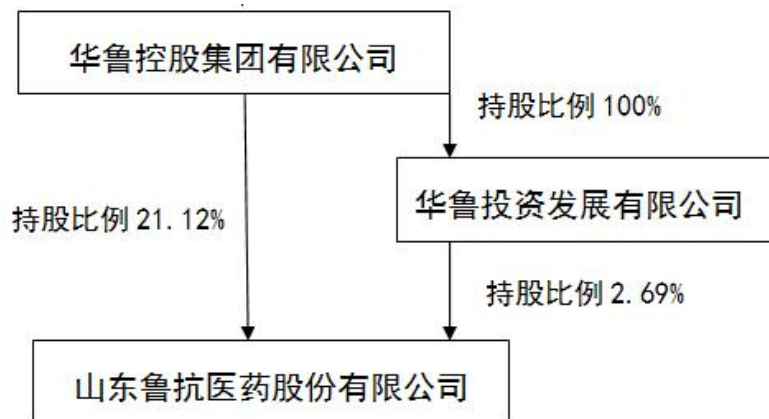 华鲁控股集团有限公司
持股比例 100%
华鲁投资发展有限公司
持股比例 21.12%
持股比例 2.69%
山东鲁抗医药股份有限公司